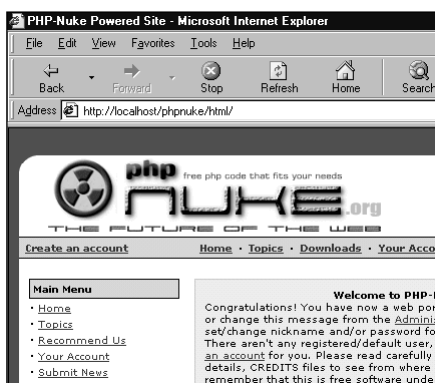 PHP-Nuke Powered Site - Microsoft Internet Explorer
File Edit View Favorites Tools Help
Back Forward Stop Refresh Home Search
Address http://localhost/phpnuke/html/
php free php code that fits your needs
NUKE.org
THE FUTURE OF THE WEB
Create an account Home · Topics · Downloads · Your Acco
Main Menu
· Home
· Topics
· Recommend Us
· Your Account
· Submit News
Welcome to PHP-
Congratulations! You have now a web por
or change this message from the Adminis
set/change nickname and/or password fo
There aren't any registered/default user,
an account for you. Please read carefully
details, CREDITS files to see from where
remember that this is free software unde